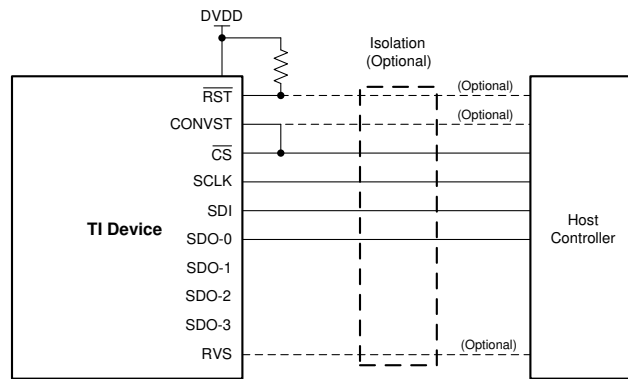 DVDD
Isolation
(Optional)
RST
(Optional)
CONVST
(Optional)
CS
SCLK
SDI
TI Device
SDO-0
Host
Controller
SDO-1
SDO-2
SDO-3
RVS
(Optional)